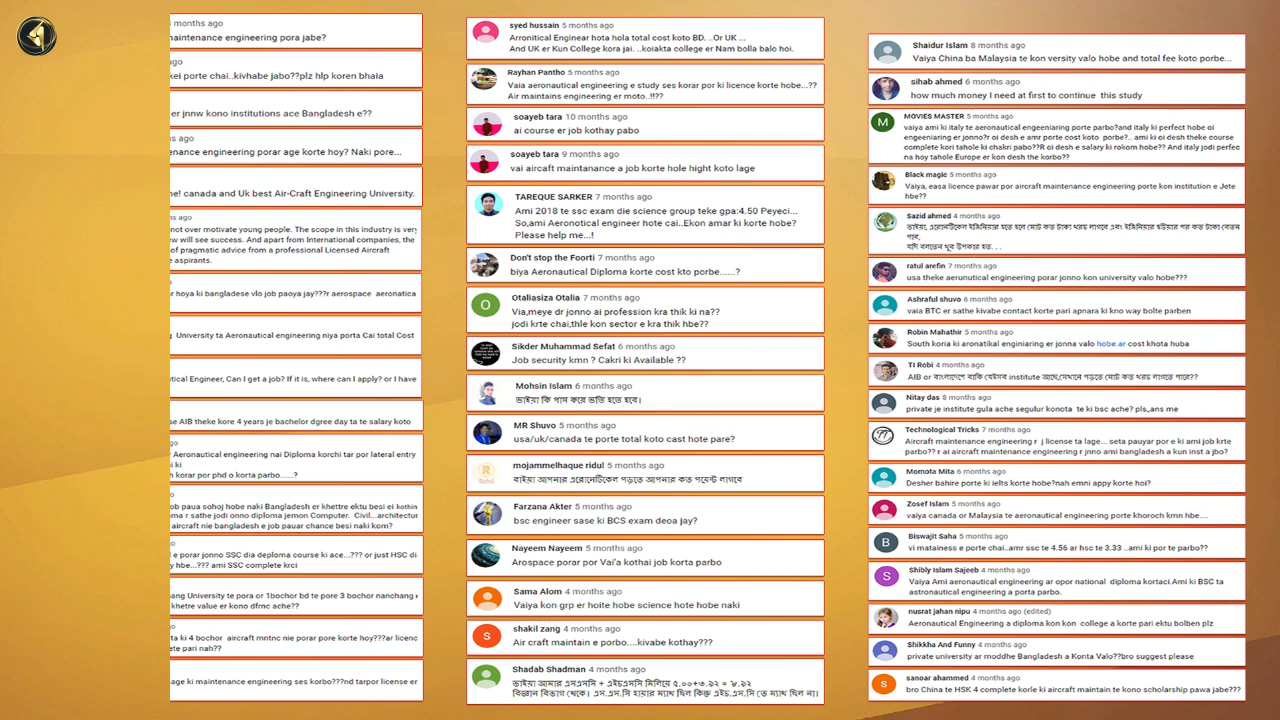 months ago
naintenance engineering pora jabe?
ago
kei porte chai..kivhabe jabo??plz hlp koren bhaia
er jnnw kono institutions ace Bangladesh e??
ns ago
enance engineering porar age korte hoy? Naki pore...
ne! canada and Uk best Air-Craft Engineering University.
hs ago
not over motivate young people. The scope in this industry is very
ew will see success. And apart from International companies, the
of pragmatic advice from a professional Licensed Aircraft
e aspirants.
ar hoya ki bangladese vlo job paoya jay???r aerospace aeronatica
g University ta Aeronautical engineering niya porta Cai total Cost
tical Engineer, Can I get a job? If it is, where can I apply? or I have
se AIB theke kore 4 years je bachelor dgree day ta te salary koto
go
r Aeronautical engineering nai Diploma korchi tar por lateral entry
i ki
h korar por phd o korta parbo......?
ob paua sohoj hobe naki Bangladesh er khettre ektu besi ei kothin
oma r sathe jodi onno diploma jemon Computer. Civil...architectur
aircraft nie bangladesh e job pauar chance besi naki kom?
d e porar jonno SSC dia deploma course ki ace...??? or just HSC di
y hbe...??? ami SSC complete krci
ang University te pora or 1bochor bd te pore 3 bochor nanchang e
khetre value er kono dfrnc ache??
ta ki 4 bochor aircraft mntnc nie porar pore korte hoy???ar licenc
ete pari nah??
age ki maintenance engineering ses korbo???nd tarpor license er
syed hussain 5 months ago
Arronitical Enginear hota hola total cost koto BD. ..Or UK ...
And UK er Kun College kora jai. ..koiakta college er Nam bolla balo hoi.
Rayhan Pantho 5 months ago
Vaia aeronautical engineering e study ses korar por ki licence korte hobe...??
Air maintains engineering er moto..!!??
soayeb tara 10 months ago
ai course er job kothay pabo
soayeb tara 9 months ago
vai aircaft maintanance a job korte hole hight koto lage
TAREQUE SARKER 7 months ago
Ami 2018 te ssc exam die science group teke gpa:4.50 Peyeci...
So,ami Aeronotical engineer hote cai..Ekon amar ki korte hobe?
Please help me...!
Don't stop the Foorti 7 months ago
biya Aeronautical Diploma korte cost kto porbe......?
Otaliasiza Otalia 7 months ago
Via,meye dr jonno ai profession kra thik ki na??
jodi krte chai,thle kon sector e kra thik hbe??
Sikder Muhammad Sefat 6 months ago
Job security kmn ? Cakri ki Available ??
Mohsin Islam 6 months ago
ভাইয়া কি পাস করে ভর্তি হতে হবে।
MR Shuvo 5 months ago
usa/uk/canada te porte total koto cast hote pare?
mojammelhaque ridul 5 months ago
বাইয়া আপনার এরোনেটিকেল পড়তে আপনার কত পয়েন্ট লাগবে
Farzana Akter 5 months ago
bsc engineer sase ki BCS exam deoa jay?
Nayeem Nayeem 5 months ago
Arospace porar por Vai'a kothai job korta parbo
Sama Alom 4 months ago
Vaiya kon grp er hoite hobe science hote hobe naki
shakil zang 4 months ago
Air craft maintain e porbo....kivabe kothay???
Shadab Shadman 4 months ago
ভাইয়া আমার এসএসসি + এইচএসসি মিলিয়ে ৫.০০+৩.৯২ = ৮.৯২
বিজ্ঞান বিভাগ থেকে। এস.এস.সি হায়ার ম্যাথ ছিল কিন্তু এইচ.এস.সি তে ম্যাথ ছিল না।
Shaidur Islam 8 months ago
Vaiya China ba Malaysia te kon versity valo hobe and total fee koto porbe...
sihab ahmed 6 months ago
how much money I need at first to continue this study
MOVIES MASTER 5 months ago
vaiya ami ki italy te aeronautical engeeniaring porte parbo?and italy ki perfect hobe oi
engeeniaring er jonno?r oi desh e amr porte cost koto porbe?.. ami ki oi desh theke course
complete kori tahole ki chakri pabo??R oi desh e salary ki rokom hobe?? And italy jodi perfec
na hoy tahole Europe er kon desh the korbo??
Black magic 5 months ago
Vaiya, easa licence pawar por aircraft maintenance engineering porte kon institution e Jete
hbe??
Sazid ahmed 4 months ago
ভাইয়া, এরোনেটিকেল ইঞ্জিনিয়ার হতে হলে মোট কত টাকা খরচ লাগবে এবং ইঞ্জিনিয়ার হউয়ার পর কত টাকা বেতন
পাব,
যদি বলতেন খুব উপকার হত. . .
ratul arefin 7 months ago
usa theke aerunutical engineering porar jonno kon university valo hobe???
Ashraful shuvo 6 months ago
vaia BTC er sathe kivabe contact korte pari apnara ki kno way bolte parben
Robin Mahathir 5 months ago
South koria ki aronatikal enginiaring er jonna valo hobe.ar cost khota huba
TI Robi 4 months ago
AIB or বাংলাদেশে বাকি যেইসব institute আছে,সেখানে পড়তে মোট কত খরচ লাগতে পারে??
Nitay das 8 months ago
private je institute gula ache segulur konota te ki bsc ache? pls,,ans me
Technological Tricks 7 months ago
Aircraft maintenance engineering r j license ta lage... seta pauyar por e ki ami job krte
parbo?? r ai aircraft maintenance engineering r jnno ami bangladesh a kun inst a jbo?
Momota Mita 6 months ago
Desher bahire porte ki ielts korte hobe?nah emni appy korte hoi?
Zosef Islam 5 months ago
vaiya canada or Malaysia te aeronautical engineering porte khoroch kmn hbe....
Biswajit Saha 5 months ago
vi matainess e porte chai..amr ssc te 4.56 ar hsc te 3.33 ..ami ki por te parbo??
Shibly Islam Sajeeb 4 months ago
Vaiya Ami aeronautical engineering ar opor national diploma kortaci.Ami ki BSC ta
astronautical engineering a porta parbo.
nusrat jahan nipu 4 months ago (edited)
Aeronautical Engineering a diploma kon kon college a korte pari ektu bolben plz
Shikkha And Funny 4 months ago
private university ar moddhe Bangladesh a Konta Valo??bro suggest please
sanoar ahammed 4 months ago
bro China te HSK 4 complete korle ki aircraft maintain te kono scholarship pawa jabe???